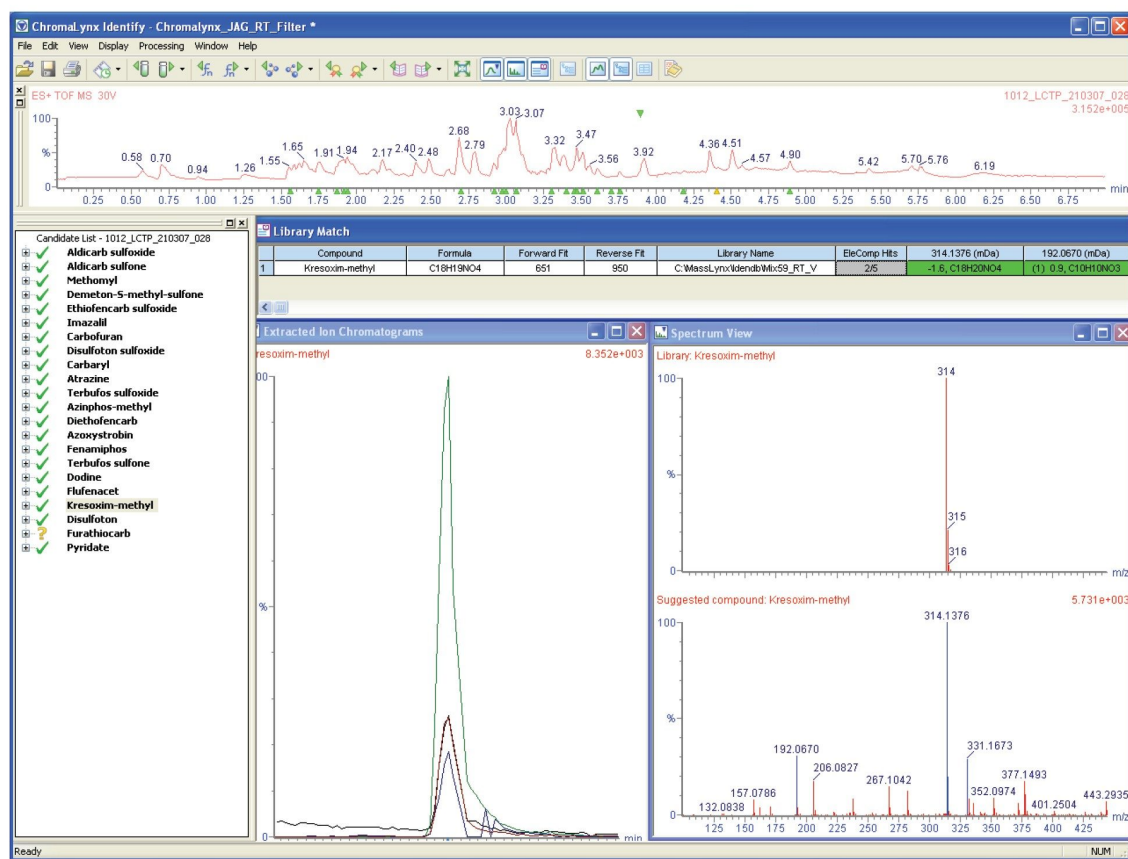 ChromaLynx Identify - Chromalynx_JAG_RT_Filter *
File Edit View Display Processing Window Help
ES+ TOF MS 30V
1012_LCTP_210307_028
3.152e+005
100
%
0.58 0.70 0.94 1.26 1.55 1.65 1.91 1.94 2.17 2.40 2.48 2.68 2.79 3.03 3.07 3.32 3.47 3.56 3.92 4.36 4.51 4.57 4.90 5.42 5.70 5.76 6.19
11
min
0.25 0.50 0.75 1.00 1.25 1.50 1.75 2.00 2.25 2.50 2.75 3.00 3.25 3.50 3.75 4.00 4.25 4.50 4.75 5.00 5.25 5.50 5.75 6.00 6.25 6.50 6.75
Candidate List - 1012_LCTP_210307_028
Aldicarb sulfoxide
Aldicarb sulfone
Methomyl
Demeton-S-methyl-sulfone
Ethiofencarb sulfoxide
Imazalil
Carbofuran
Disulfoton sulfoxide
Carbaryl
Atrazine
Terbufos sulfoxide
Azinphos-methyl
Diethofencarb
Azoxystrobin
Fenamiphos
Terbufos sulfone
Dodine
Flufenacet
Kresoxim-methyl
Disulfoton
Furathiocarb
Pyridate
Library Match
Compound Formula Forward Fit Reverse Fit Library Name EleComp Hits 314.1376 (mDa) 192.0670 (mDa)
1 Kresoxim-methyl C18H19NO4 651 950 C:\MassLynx\Idendb\Mix59_RT_V 2/5 -1.6, C18H20NO4 (1) 0.9, C10H10NO3
Extracted Ion Chromatograms
resoxim-methyl
8.352e+003
00
%
0
min
Spectrum View
Library: Kresoxim-methyl
100
314
%
315
316
0
m/z
Suggested compound: Kresoxim-methyl
5.731e+003
100
314.1376
%
192.0670
331.1673
206.0827
267.1042
377.1493
157.0786
352.0974
443.2935
132.0838
401.2504
0
m/z
125 150 175 200 225 250 275 300 325 350 375 400 425
Ready
NUM